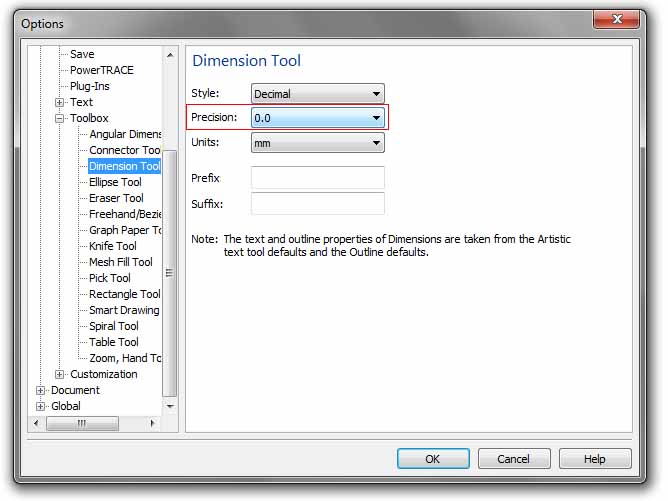 Options
Save
PowerTRACE
Plug-Ins
Text
Toolbox
Angular Dimens
Connector Too
Dimension Tool
Ellipse Tool
Eraser Tool
Freehand/Bezie
Graph Paper To
Knife Tool
Mesh Fill Tool
Pick Tool
Rectangle Tool
Smart Drawing
Spiral Tool
Table Tool
Zoom, Hand To
Customization
Document
Global
Dimension Tool
Style: Decimal
Precision: 0.0
Units: mm
Prefix
Suffix:
Note: The text and outline properties of Dimensions are taken from the Artistic
text tool defaults and the Outline defaults.
OK Cancel Help